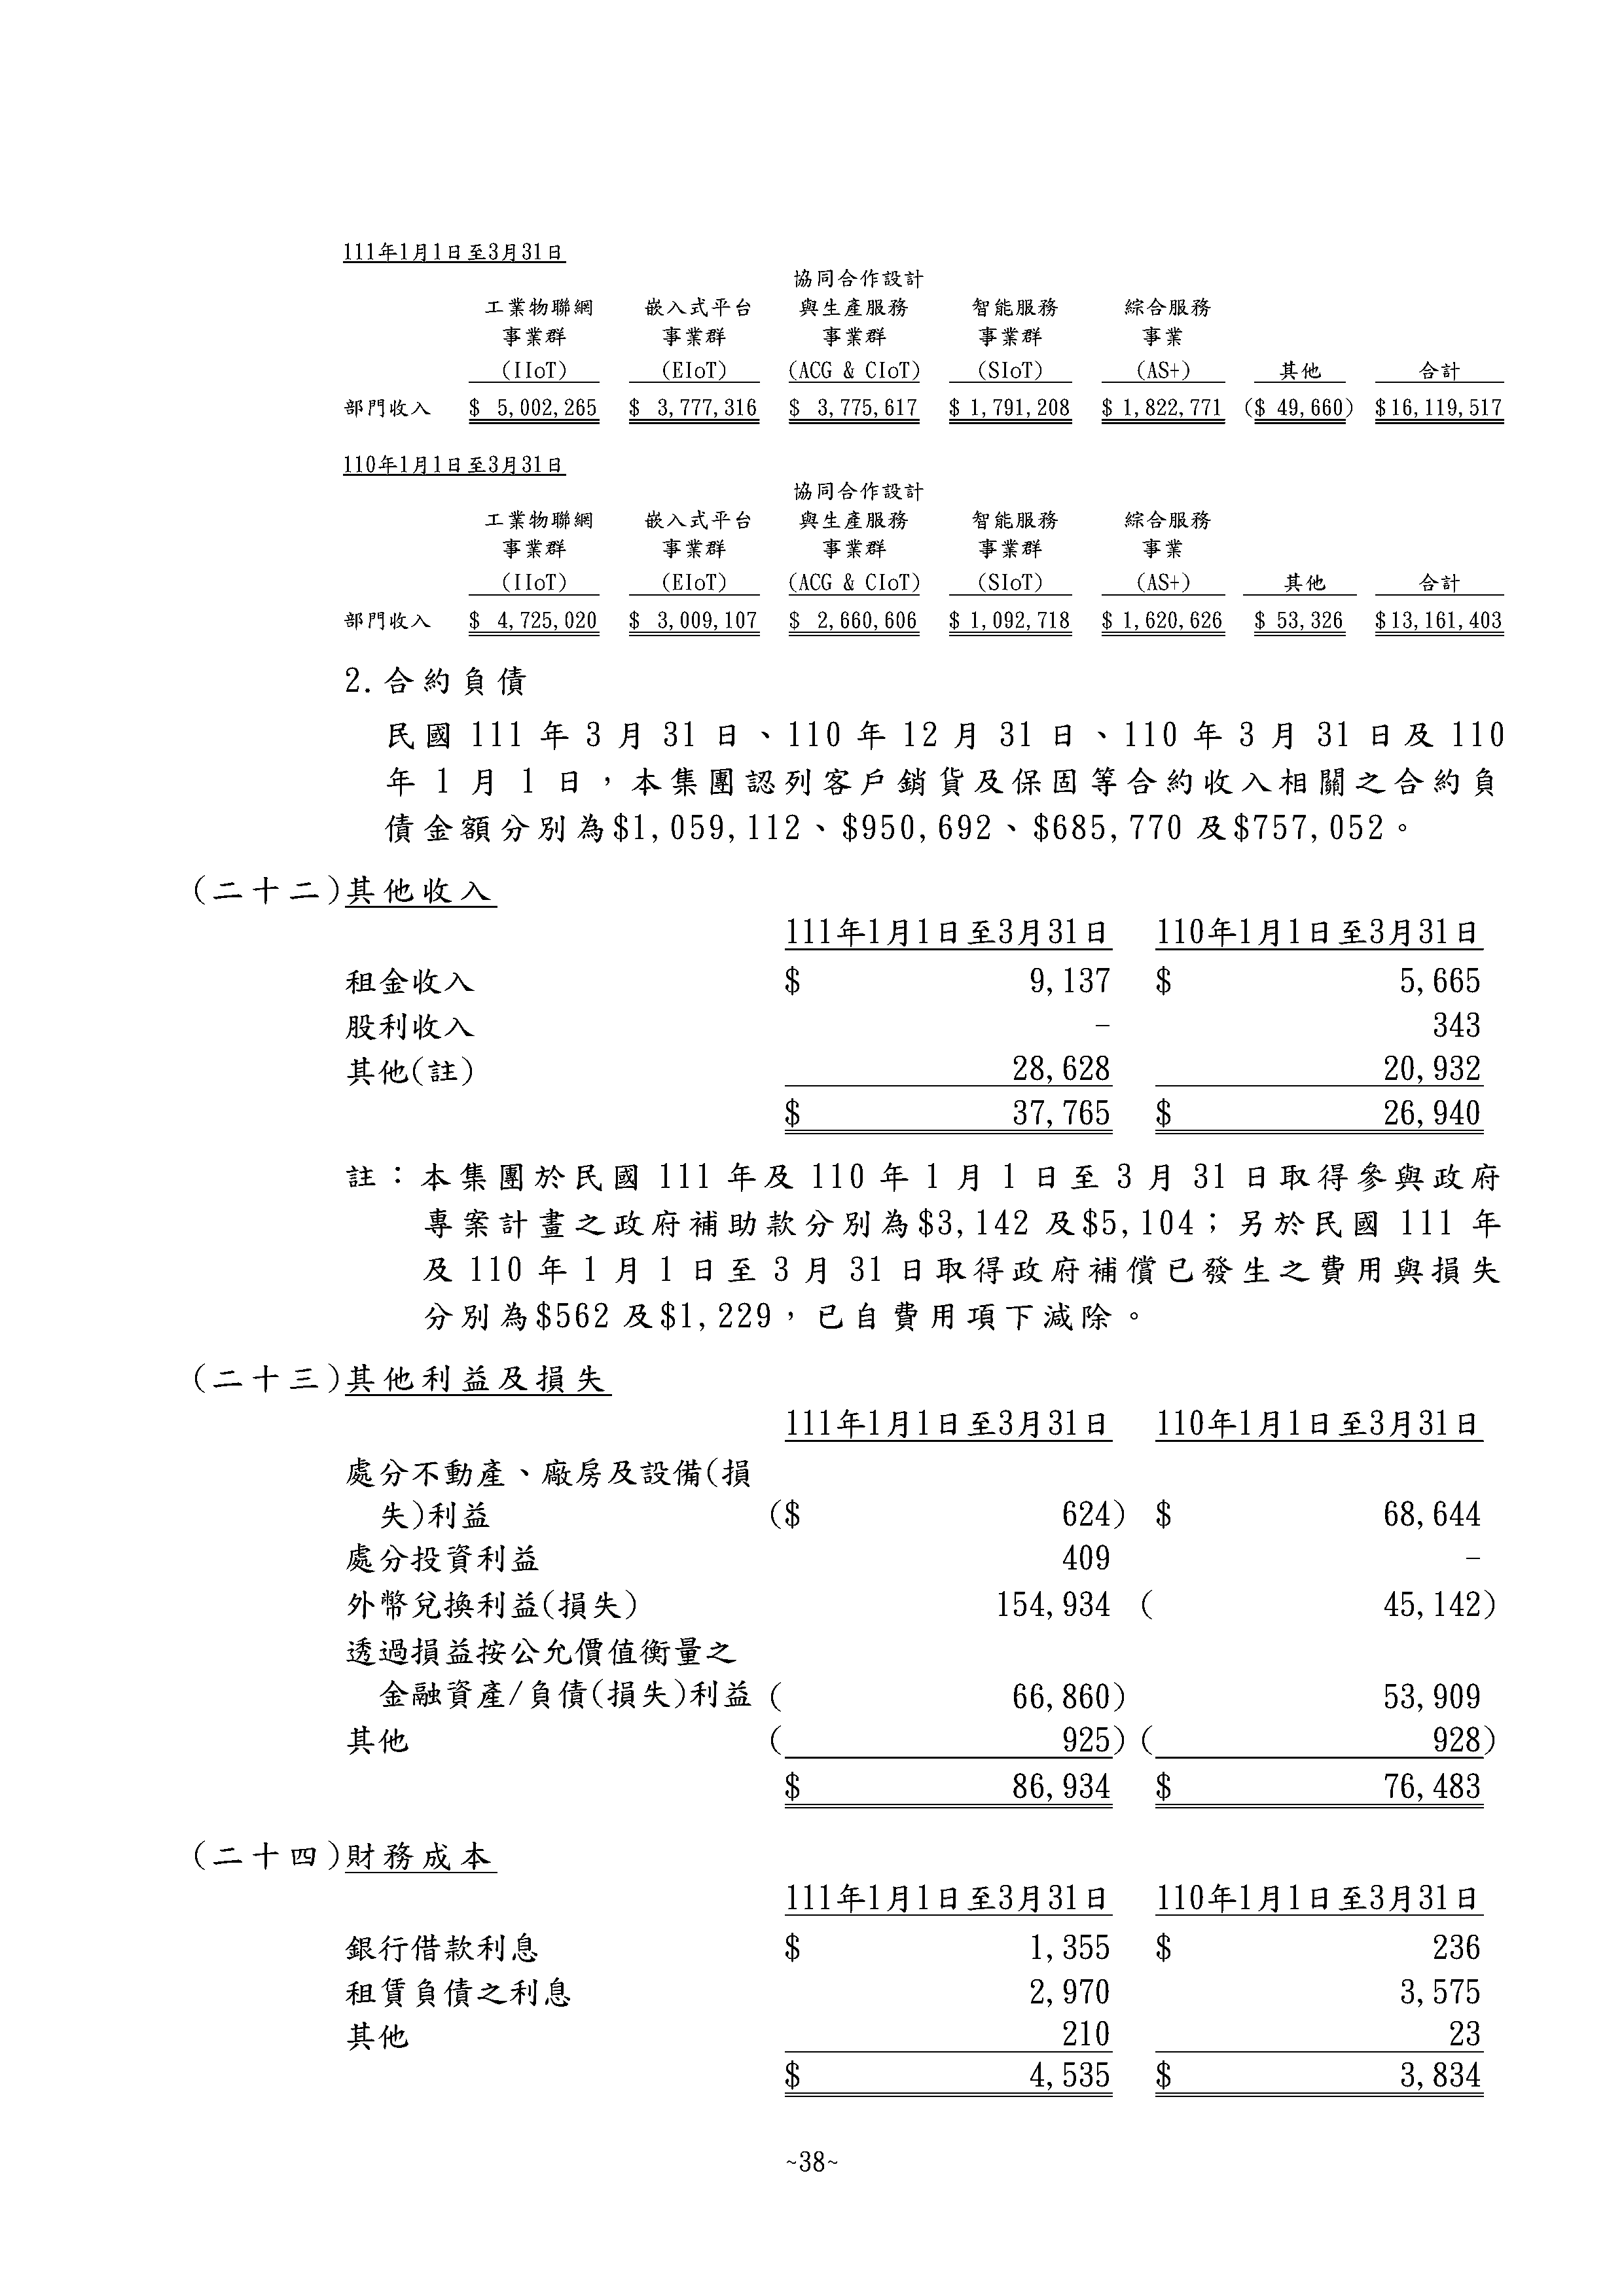 111年1月1日至3月31日
協同合作設計
工業物聯網 嵌入式平台 與生產服務 智能服務 綜合服務
事業群 事業群 事業群 事業群 事業
(IIoT) (EIoT) (ACG & CIoT) (SIoT) (AS+) 其他 合計
部門收入 $ 5,002,265 $ 3,777,316 $ 3,775,617 $ 1,791,208 $ 1,822,771 ($ 49,660) $16,119,517
110年1月1日至3月31日
協同合作設計
工業物聯網 嵌入式平台 與生產服務 智能服務 綜合服務
事業群 事業群 事業群 事業群 事業
(IIoT) (EIoT) (ACG & CIoT) (SIoT) (AS+) 其他 合計
部門收入 $ 4,725,020 $ 3,009,107 $ 2,660,606 $ 1,092,718 $ 1,620,626 $ 53,326 $13,161,403
2.合約負債
民國 111 年 3 月 31 日、110 年 12 月 31 日、110 年 3 月 31 日及 110
年 1 月 1 日，本集團認列客戶銷貨及保固等合約收入相關之合約負
債金額分別為$1,059,112、$950,692、$685,770 及$757,052。
(二十二)其他收入
111年1月1日至3月31日 110年1月1日至3月31日
租金收入 $ 9,137 $ 5,665
股利收入 - 343
其他(註) 28,628 20,932
$ 37,765 $ 26,940
註：本集團於民國 111 年及 110 年 1 月 1 日至 3 月 31 日取得參與政府
專案計畫之政府補助款分別為$3,142 及$5,104；另於民國 111 年
及 110 年 1 月 1 日至 3 月 31 日取得政府補償已發生之費用與損失
分別為$562 及$1,229，已自費用項下減除。
(二十三)其他利益及損失
111年1月1日至3月31日 110年1月1日至3月31日
處分不動產、廠房及設備(損
失)利益 ($ 624) $ 68,644
處分投資利益 409 -
外幣兌換利益(損失) 154,934 ( 45,142)
透過損益按公允價值衡量之
金融資產/負債(損失)利益 ( 66,860) 53,909
其他 ( 925) ( 928)
$ 86,934 $ 76,483
(二十四)財務成本
111年1月1日至3月31日 110年1月1日至3月31日
銀行借款利息 $ 1,355 $ 236
租賃負債之利息 2,970 3,575
其他 210 23
$ 4,535 $ 3,834
~38~